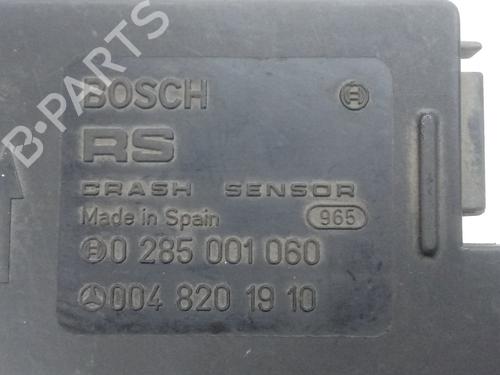 B-PARTS
BOSCH
RS
CRASH SENSOR
Made in Spain 965
0 285 001 060
004 820 19 10